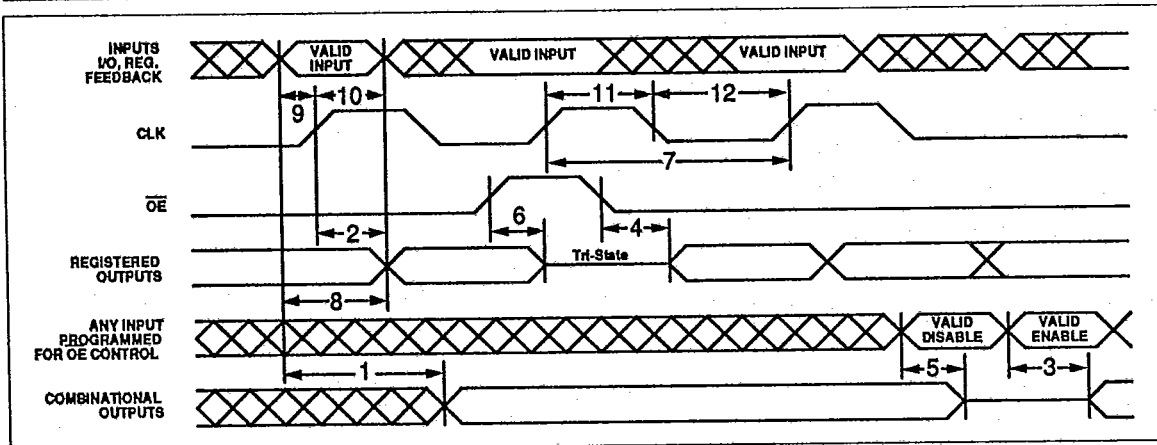 INPUTS
I/O, REG.
FEEDBACK
VALID
INPUT
VALID INPUT
VALID INPUT
9
10
11
12
CLK
7
OE
6
4
2
REGISTERED
OUTPUTS
Tri-State
8
ANY INPUT
PROGRAMMED
FOR OE CONTROL
VALID
DISABLE
VALID
ENABLE
1
5
3
COMBINATIONAL
OUTPUTS